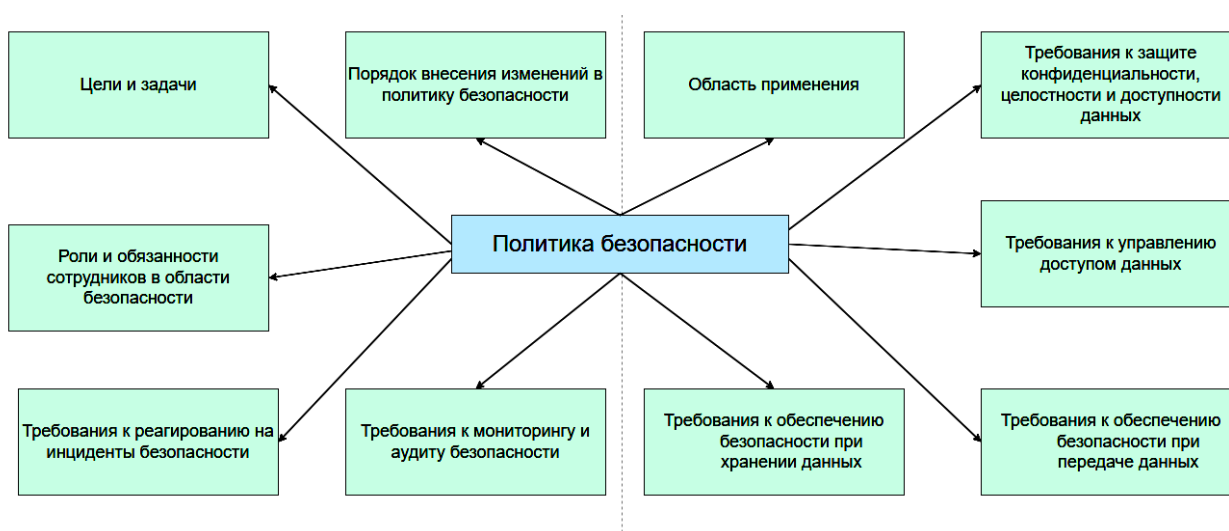 Цели и задачи
Порядок внесения изменений в
политику безопасности
Область применения
Требования к защите
конфиденциальности,
целостности и доступности
данных
Политика безопасности
Роли и обязанности
сотрудников в области
безопасности
Требования к управлению
доступом данных
Требования к реагированию на
инциденты безопасности
Требования к мониторингу и
аудиту безопасности
Требования к обеспечению
безопасности при
хранении данных
Требования к обеспечению
безопасности при
передаче данных